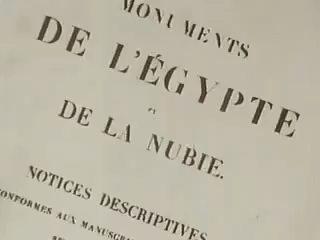 MONUMENTS
DE L'ÉGYPTE
ET
DE LA NUBIE.
NOTICES DESCRIPTIVES
CONFORMES AUX